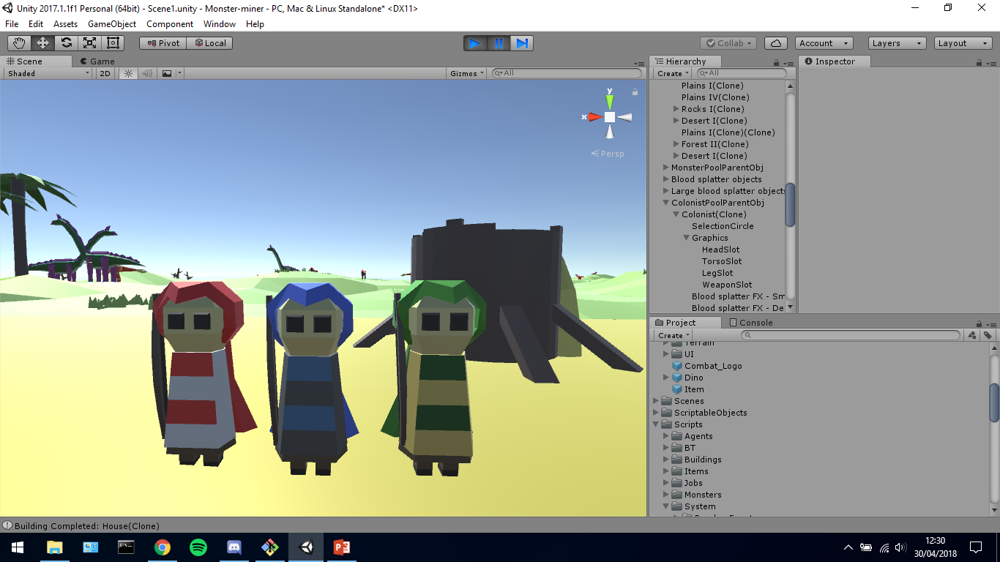 Unity 2017.1.1f1 Personal (64bit) - Scene1.unity - Monster-miner - PC, Mac & Linux Standalone* <DX11>
File Edit Assets GameObject Component Window Help
Pivot Local Collab Account Layers Layout
Scene Game
Shaded 2D Gizmos All
y
x
Persp
Hierarchy
Create All
Plains I(Clone)
Plains IV(Clone)
Rocks I(Clone)
Desert I(Clone)
Plains I(Clone)(Clone)
Forest II(Clone)
Desert I(Clone)
MonsterPoolParentObj
Blood splatter objects
Large blood splatter objects
ColonistPoolParentObj
Colonist(Clone)
SelectionCircle
Graphics
HeadSlot
TorsoSlot
LegSlot
WeaponSlot
Blood splatter FX - Sm
Blood splatter FX - De
Inspector
Project Console
Create
Terrain
UI
Combat_Logo
Dino
Item
Scenes
ScriptableObjects
Scripts
Agents
BT
Buildings
Items
Jobs
Monsters
System
Building Completed: House(Clone)
12:30
30/04/2018